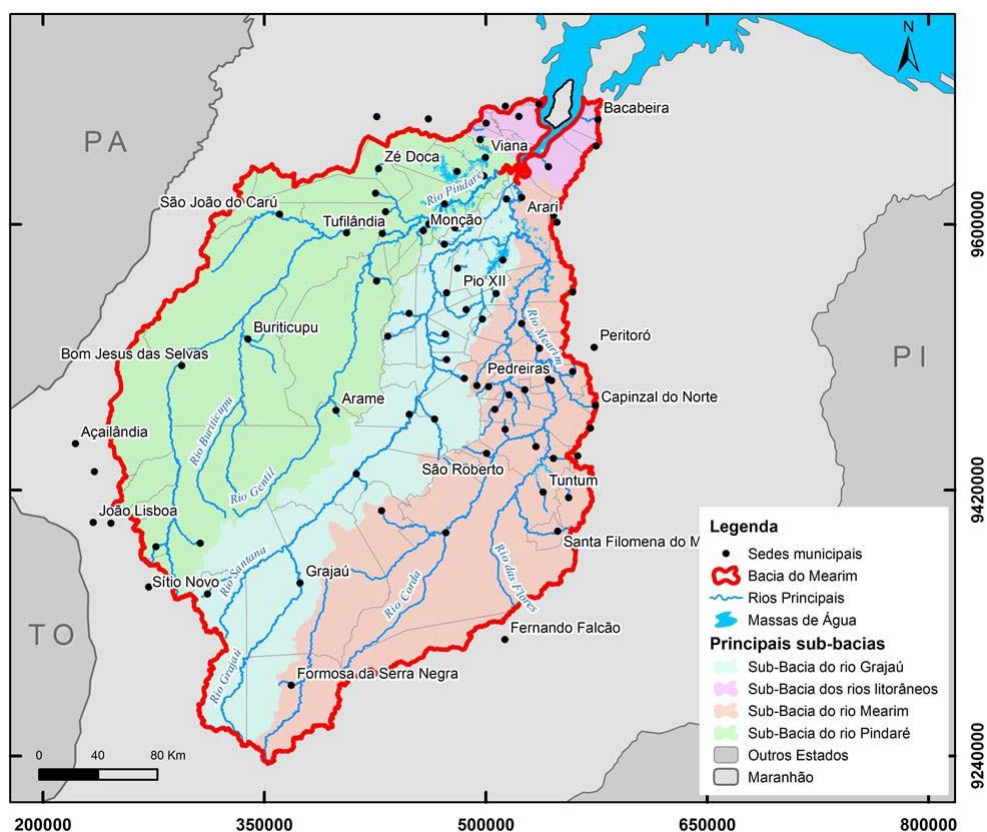 N
Bacabeira
PA
Viana
Zé Doca
Rio Pindaré
São João do Carú
Arari
Tufilândia
Monção
9600000
Pio XII
Rio Mearim
Buriticupu
Peritoró
Bom Jesus das Selvas
PI
Pedreiras
Arame
Capinzal do Norte
Rio Buriticupu
Açailândia
São Roberto
Rio Gentil
Tuntum
9420000
João Lisboa
Santa Filomena do M
Rio Santana
Grajaú
Sítio Novo
Rio Corda
Rio das Flores
TO
Fernando Falcão
Rio Grajaú
Formosa da Serra Negra
Legenda
Sedes municipais
Bacia do Mearim
Rios Principais
Massas de Água
Principais sub-bacias
Sub-Bacia do rio Grajaú
Sub-Bacia dos rios litorâneos
Sub-Bacia do rio Mearim
Sub-Bacia do rio Pindaré
Outros Estados
Maranhão
0 40 80 Km
9240000
200000 350000 500000 650000 800000